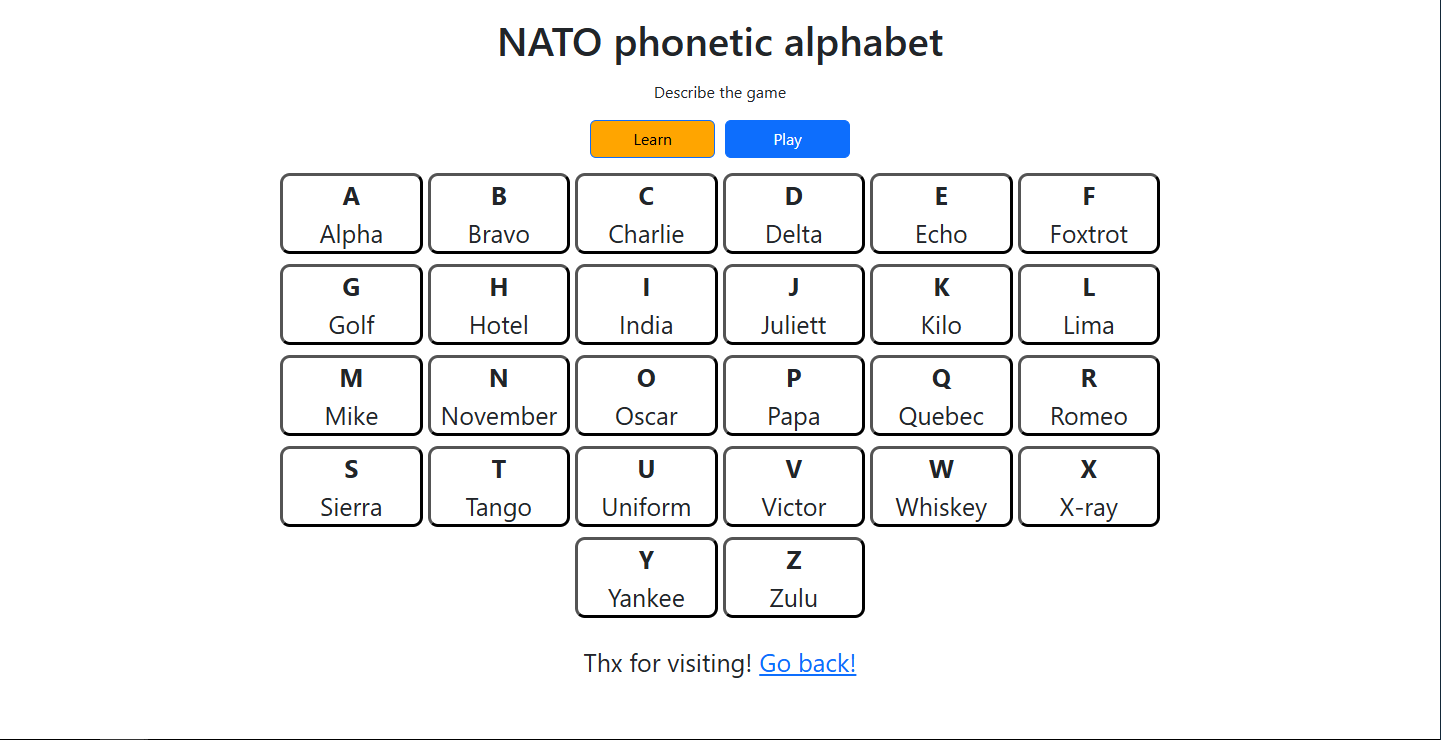 NATO phonetic alphabet
Describe the game
Learn Play
A B C D E F
Alpha Bravo Charlie Delta Echo Foxtrot
G H I J K L
Golf Hotel India Juliett Kilo Lima
M N O P Q R
Mike November Oscar Papa Quebec Romeo
S T U V W X
Sierra Tango Uniform Victor Whiskey X-ray
Y Z
Yankee Zulu
Thx for visiting! Go back!